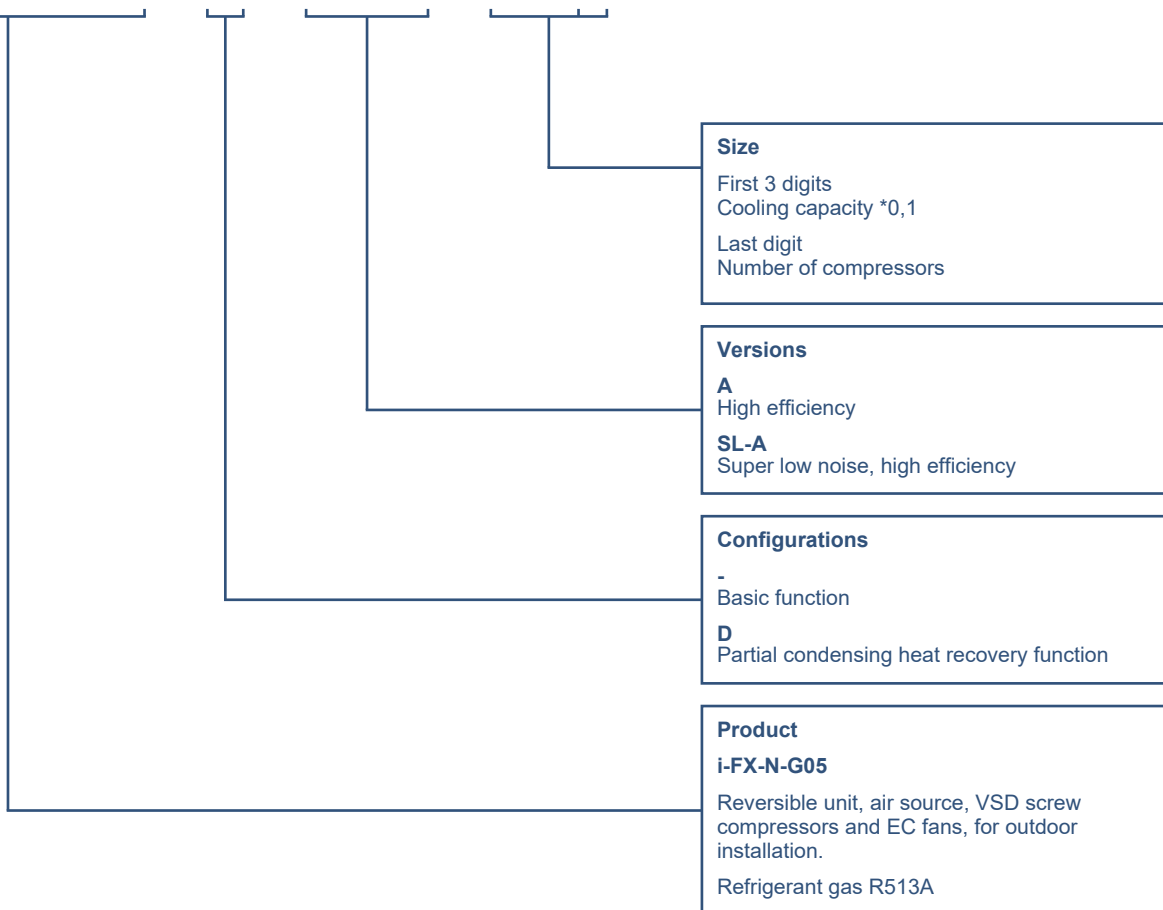 Size
First 3 digits
Cooling capacity *0,1
Last digit
Number of compressors
Versions
A
High efficiency
SL-A
Super low noise, high efficiency
Configurations
-
Basic function
D
Partial condensing heat recovery function
Product
i-FX-N-G05
Reversible unit, air source, VSD screw
compressors and EC fans, for outdoor
installation.
Refrigerant gas R513A